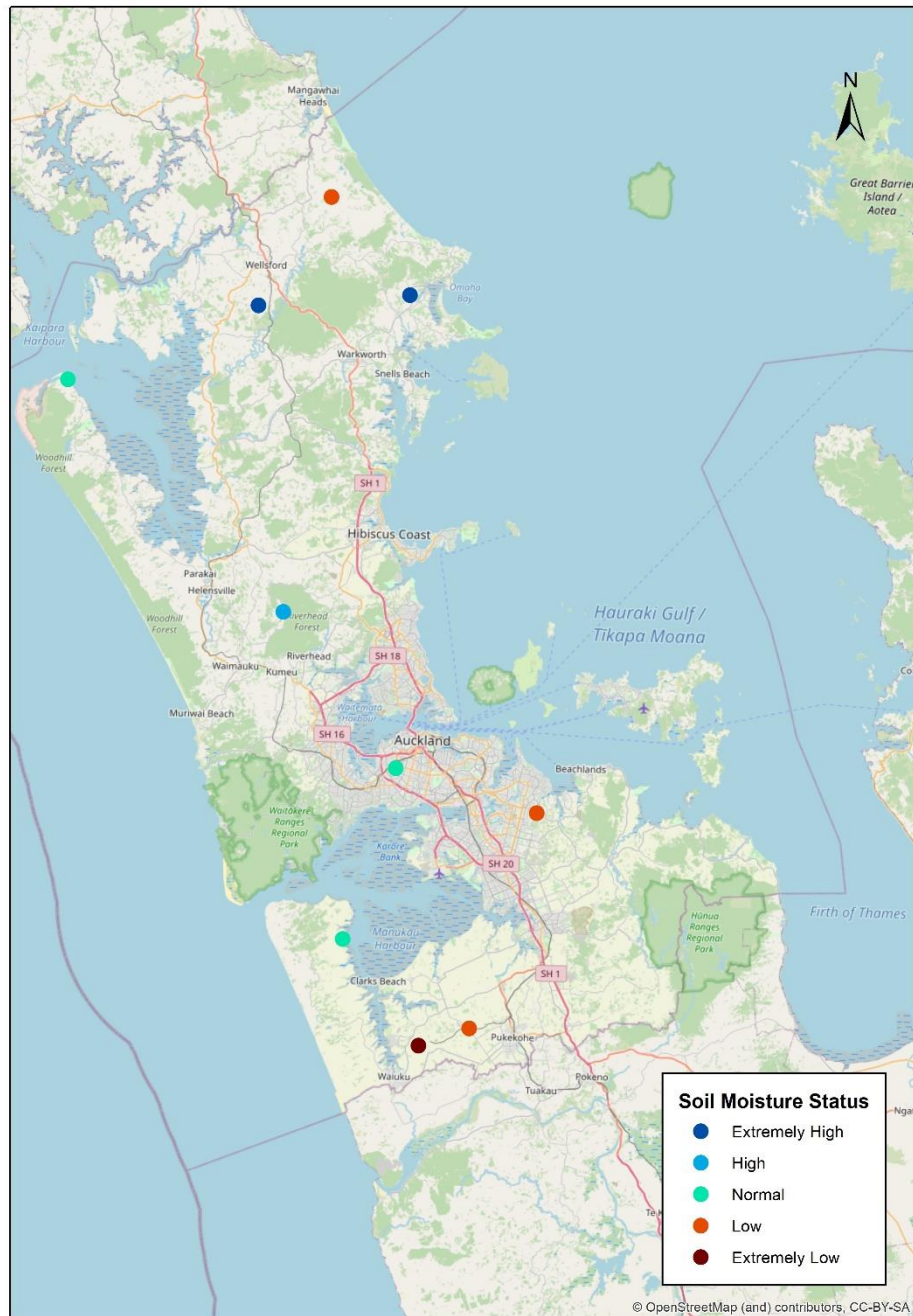 Mangawhai
Heads
N
Great Barrier
Island /
Aotea
Wellsford
Omaha
Bay
Kaipara
Harbour
Warkworth
Snells Beach
Woodhill
Forest
SH 1
Hibiscus Coast
Parakai
Helensville
Woodhill
Forest
Riverhead
Forest
Hauraki Gulf /
Tīkapa Moana
Riverhead
SH 18
Waimauku
Kumeu
Muriwai Beach
Waitematā
Harbour
SH 16
Auckland
Beachlands
Waitākere
Ranges
Regional
Park
Karore
Bank
SH 20
Firth of Thames
Hūnua
Ranges
Regional
Park
Manukau
Harbour
Clarks Beach
SH 1
Pukekohe
Waiuku
Tuakau
Pokeno
Soil Moisture Status
Extremely High
High
Normal
Low
Extremely Low
© OpenStreetMap (and) contributors, CC-BY-SA